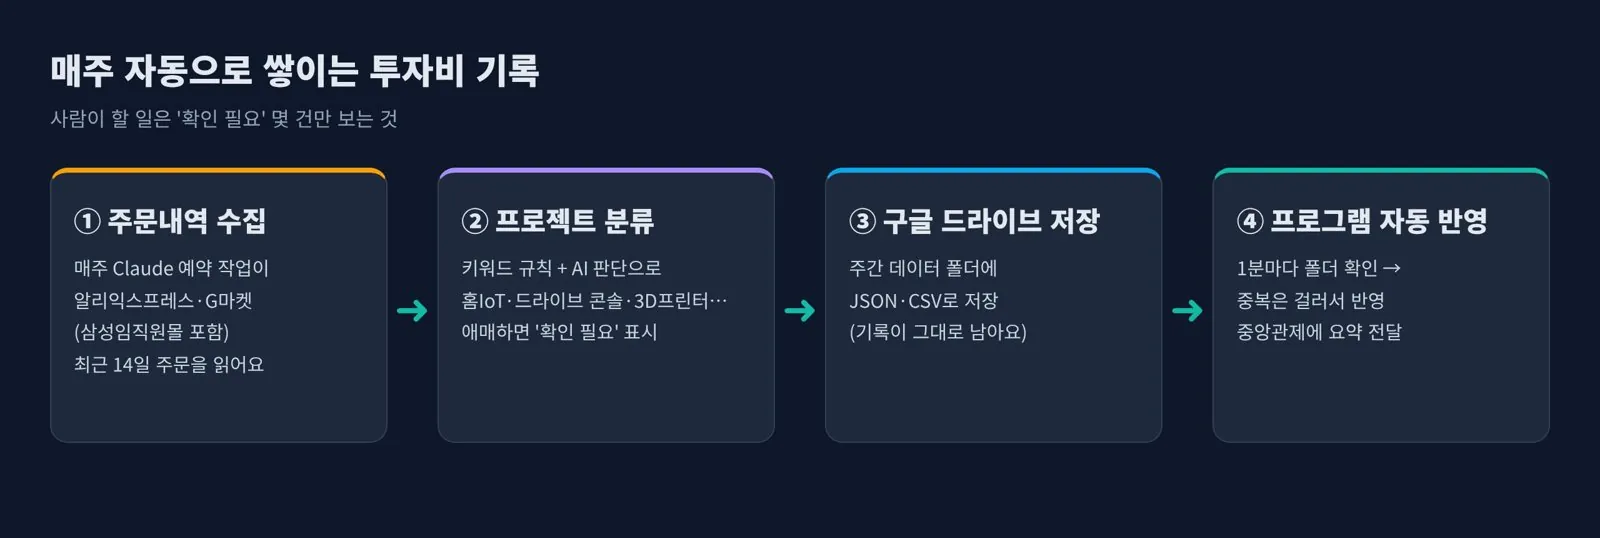 매주 자동으로 쌓이는 투자비 기록
사람이 할 일은 '확인 필요' 몇 건만 보는 것
① 주문내역 수집
매주 Claude 예약 작업이
알리익스프레스·G마켓
(삼성임직원몰 포함)
최근 14일 주문을 읽어요
② 프로젝트 분류
키워드 규칙 + AI 판단으로
홈IoT·드라이브 콘솔·3D프린터…
애매하면 '확인 필요' 표시
③ 구글 드라이브 저장
주간 데이터 폴더에
JSON·CSV로 저장
(기록이 그대로 남아요)
④ 프로그램 자동 반영
1분마다 폴더 확인 →
중복은 걸러서 반영
중앙관제에 요약 전달